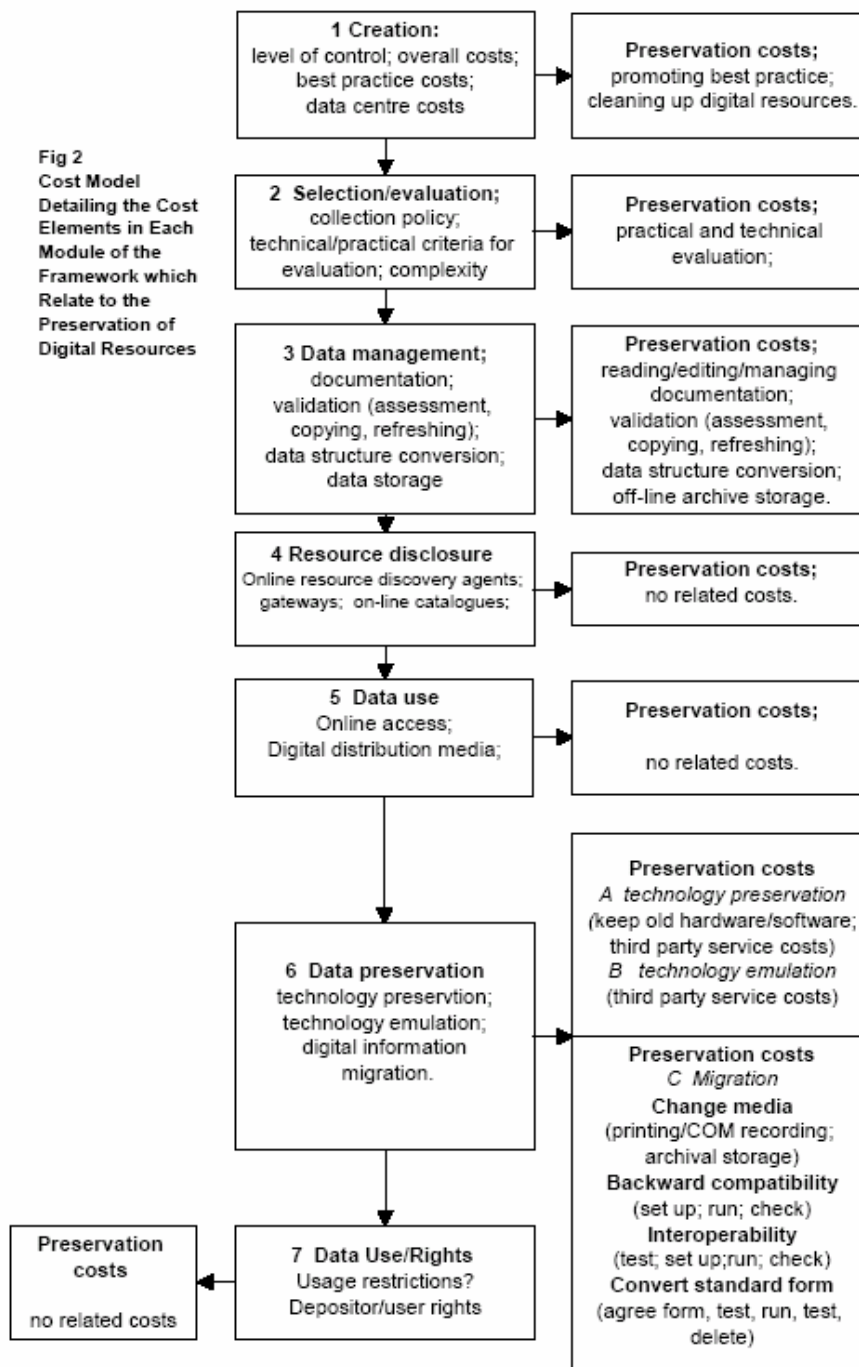 1 Creation:
level of control; overall costs;
best practice costs;
data centre costs
Preservation costs;
promoting best practice;
cleaning up digital resources.
Fig 2
Cost Model
Detailing the Cost
Elements in Each
Module of the
Framework which
Relate to the
Preservation of
Digital Resources
2 Selection/evaluation;
collection policy;
technical/practical criteria for
evaluation; complexity
Preservation costs;
practical and technical
evaluation;
3 Data management;
documentation;
validation (assessment,
copying, refreshing);
data structure conversion;
data storage
Preservation costs;
reading/editing/managing
documentation;
validation (assessment,
copying, refreshing);
data structure conversion;
off-line archive storage.
4 Resource disclosure
Online resource discovery agents;
gateways; on-line catalogues;
Preservation costs;
no related costs.
5 Data use
Online access;
Digital distribution media;
Preservation costs;
no related costs.
6 Data preservation
technology preservtion;
technology emulation;
digital information
migration.
Preservation costs
A technology preservation
(keep old hardware/software;
third party service costs)
B technology emulation
(third party service costs)
Preservation costs
C Migration
Change media
(printing/COM recording;
archival storage)
Backward compatibility
(set up; run; check)
Interoperability
(test; set up;run; check)
Convert standard form
(agree form, test, run, test,
delete)
7 Data Use/Rights
Usage restrictions?
Depositor/user rights
Preservation
costs
no related costs